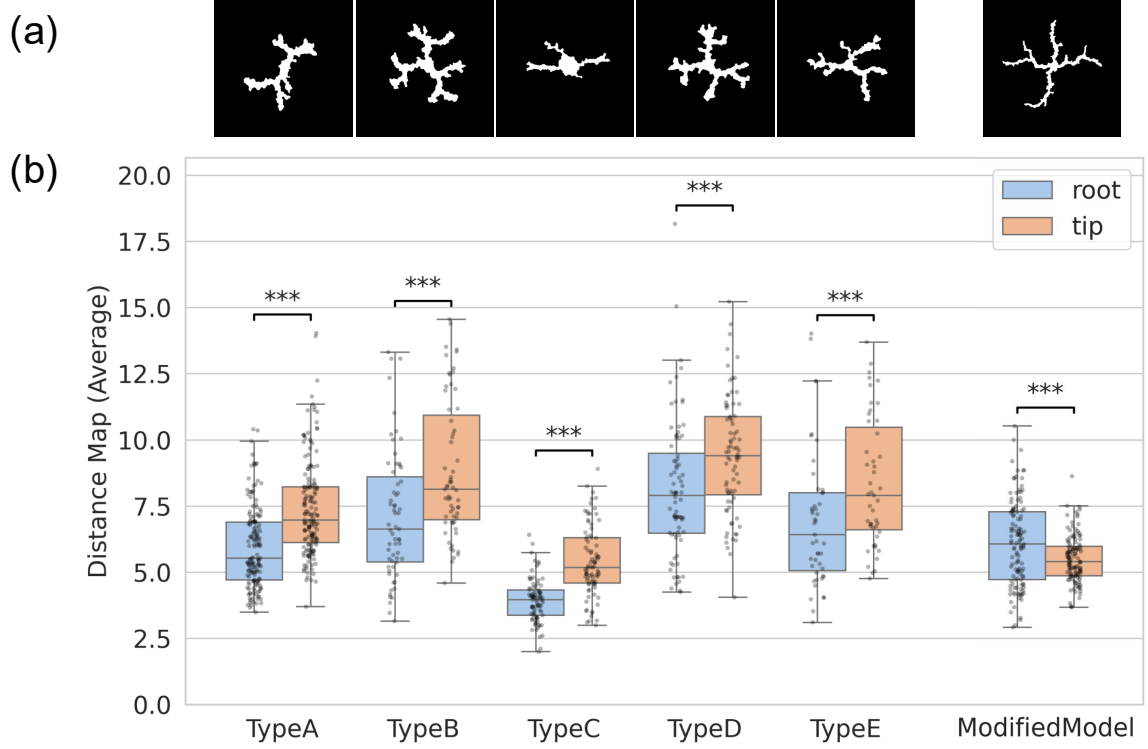 (a)
(b)
Distance Map (Average)
20.0
17.5
15.0
12.5
10.0
7.5
5.0
2.5
0.0
***
***
***
***
***
***
root
tip
TypeA TypeB TypeC TypeD TypeE ModifiedModel